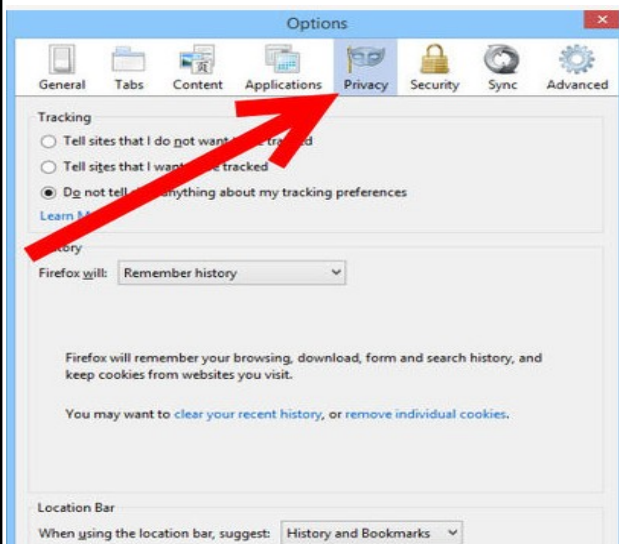 Options
General Tabs Content Applications Privacy Security Sync Advanced
Tracking
Tell sites that I do not want be tracked
Tell sites that I want be tracked
Do not tell anything about my tracking preferences
Learn
Firefox will: Remember history
Firefox will remember your browsing, download, form and search history, and
keep cookies from websites you visit.
You may want to clear your recent history, or remove individual cookies.
Location Bar
When using the location bar, suggest: History and Bookmarks